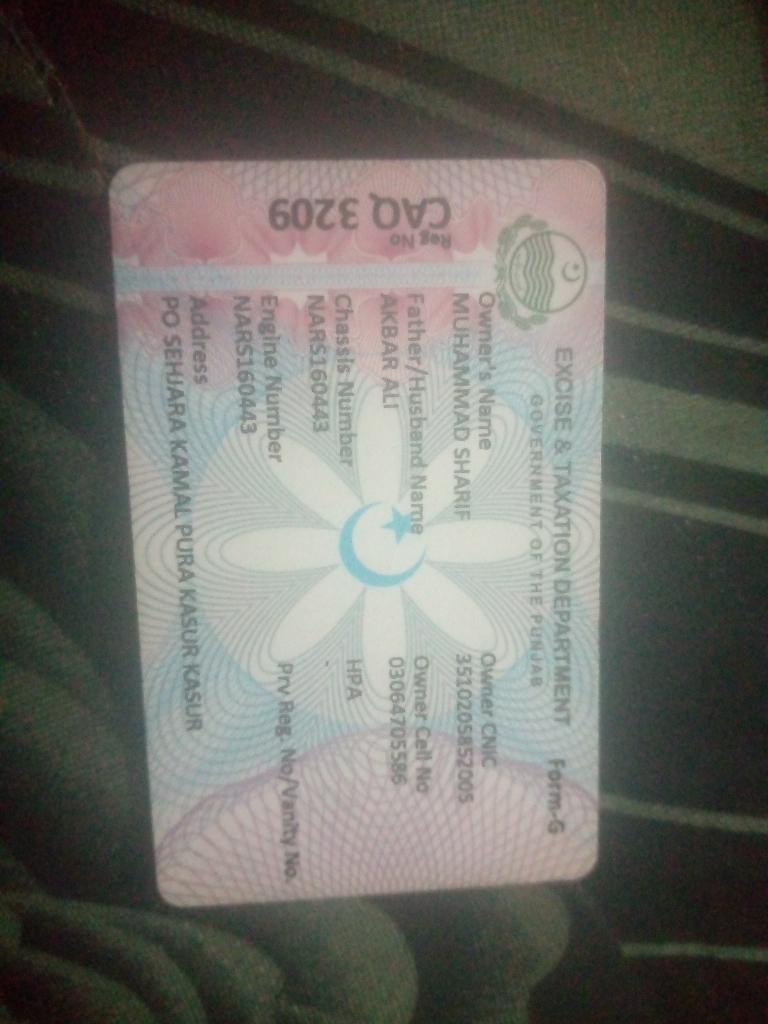 EXCISE & TAXATION DEPARTMENT Form-G
GOVERNMENT OF THE PUNJAB
Reg No
CAQ 3209
Owner's Name Owner CNIC
MUHAMMAD SHARIF 3510205852005
Father/Husband Name Owner Cell No
AKBAR ALI 03064705586
Chassis Number HPA
NARS160443 -
Engine Number Prv Reg. No/Vanity No.
NARS160443
Address
PO SEHJARA KAMAL PURA KASUR KASUR